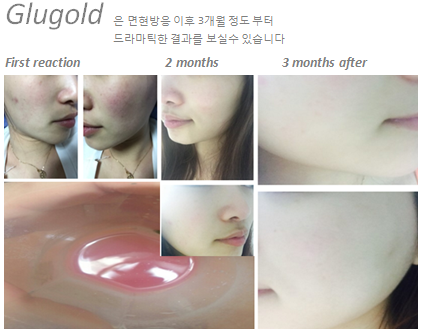 Glugold
은 면현방응 이후 3개월 정도 부터
드라마틱한 결과를 보실수 있습니다
First reaction
2 months
3 months after